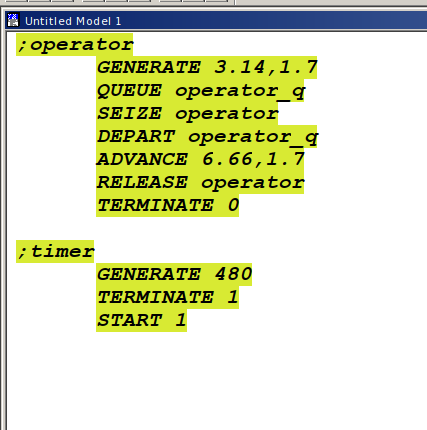 Untitled Model 1
;operator
GENERATE 3.14,1.7
QUEUE operator_q
SEIZE operator
DEPART operator_q
ADVANCE 6.66,1.7
RELEASE operator
TERMINATE 0
;timer
GENERATE 480
TERMINATE 1
START 1